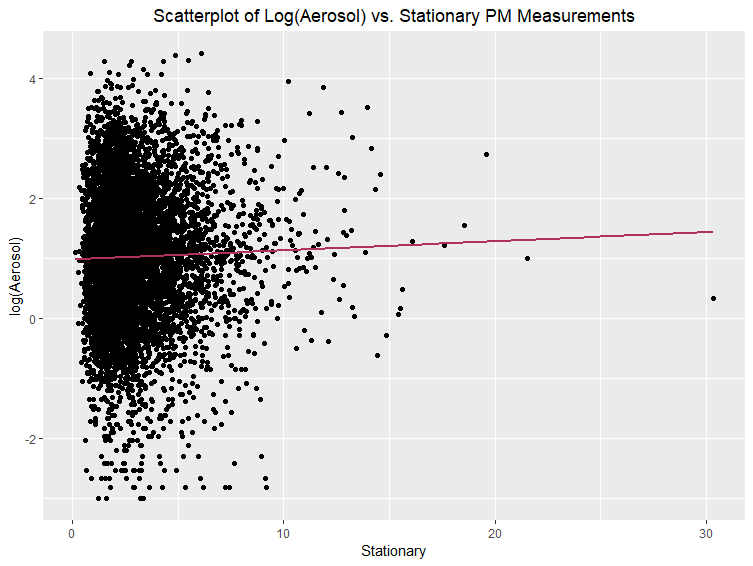 Scatterplot of Log(Aerosol) vs. Stationary PM Measurements
log(Aerosol)
4
2
0
-2
0 10 20 30
Stationary